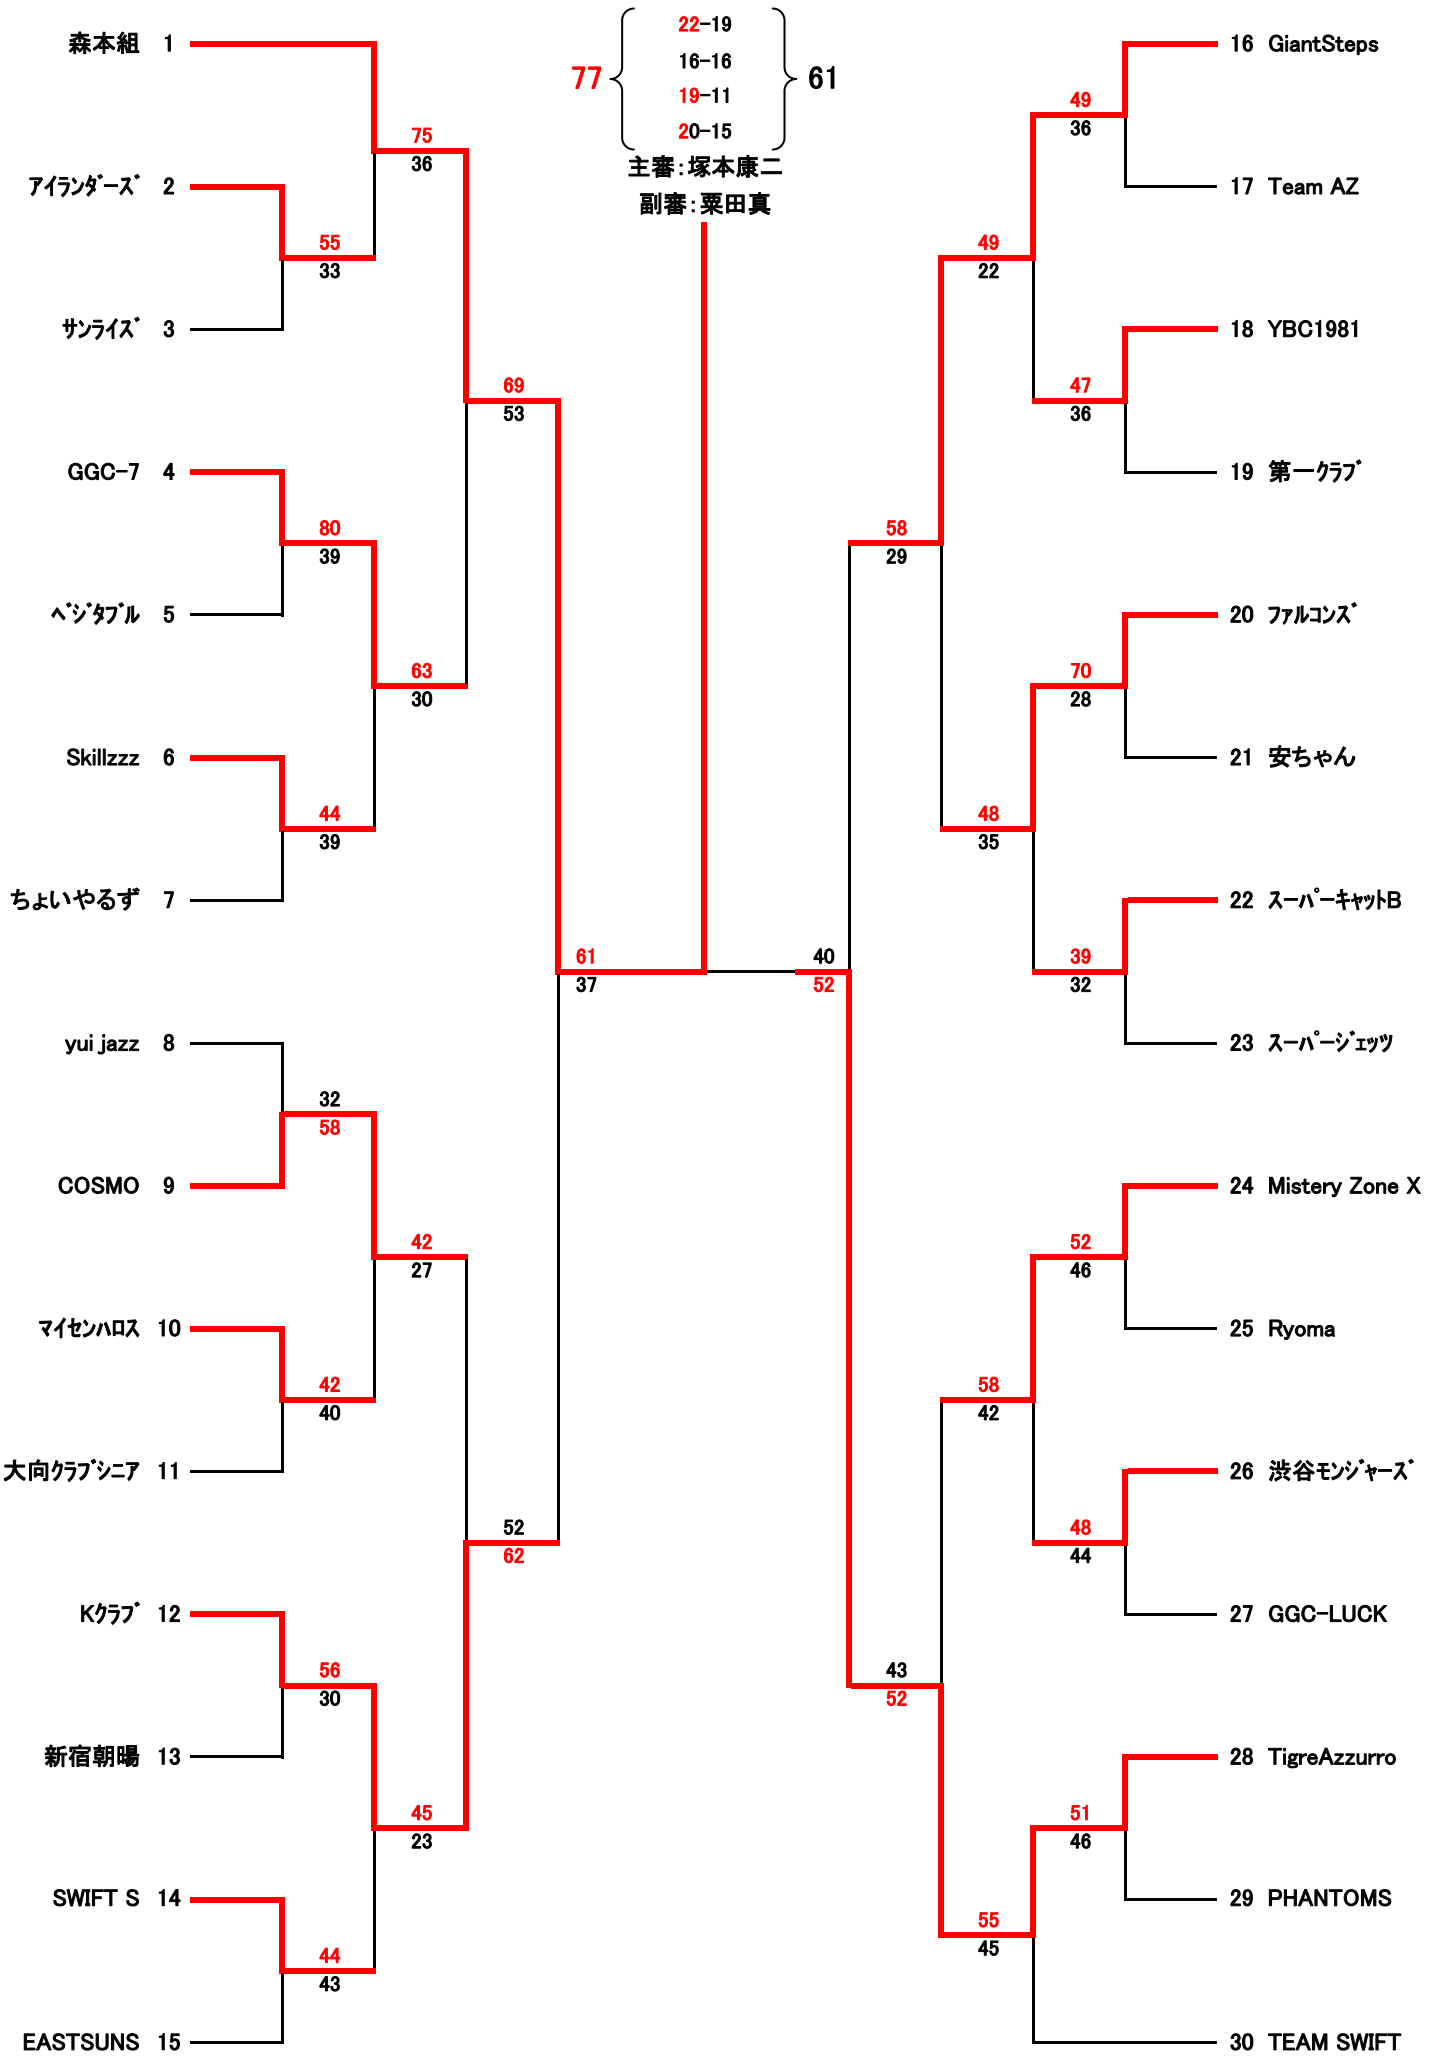 22-19
16-16
19-11
20-15
77
61
主審:塚本康二
副審:粟田真
森本組 1
75
36
アイランダーズ 2
55
33
サンライズ 3
69
53
GGC-7 4
80
39
ベジタブル 5
63
30
Skillzzz 6
44
39
ちょいやるず 7
61
37
yui jazz 8
32
58
COSMO 9
42
27
マイセンハロス 10
42
40
大向クラブシニア 11
52
62
Kクラブ 12
56
30
新宿朝暘 13
45
23
SWIFT S 14
44
43
EASTSUNS 15
16 GiantSteps
49
36
17 Team AZ
49
22
18 YBC1981
47
36
19 第一クラブ
58
29
20 ファルコンズ
70
28
21 安ちゃん
48
35
22 スーパーキャットB
39
32
23 スーパージェッツ
40
52
24 Mistery Zone X
52
46
25 Ryoma
58
42
26 渋谷モンジャーズ
48
44
27 GGC-LUCK
43
52
28 TigreAzzurro
51
46
29 PHANTOMS
55
45
30 TEAM SWIFT